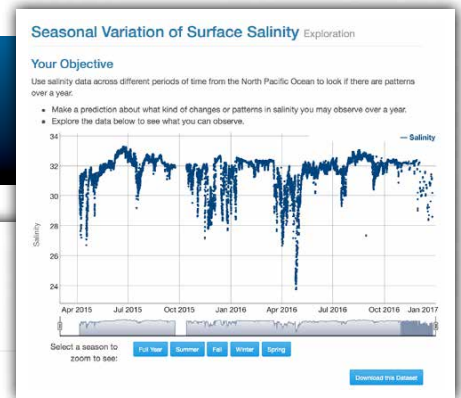 Seasonal Variation of Surface Salinity Exploration
Your Objective
Use salinity data across different periods of time from the North Pacific Ocean to look if there are patterns
over a year.
• Make a prediction about what kind of changes or patterns in salinity you may observe over a year.
• Explore the data below to see what you can observe.
34
Salinity
32
30
28
26
24
Salinity
Apr 2015 Jul 2015 Oct 2015 Jan 2016 Apr 2016 Jul 2016 Oct 2016 Jan 2017
Select a season to
zoom to see:
Full Year Summer Fall Winter Spring
Download this Dataset